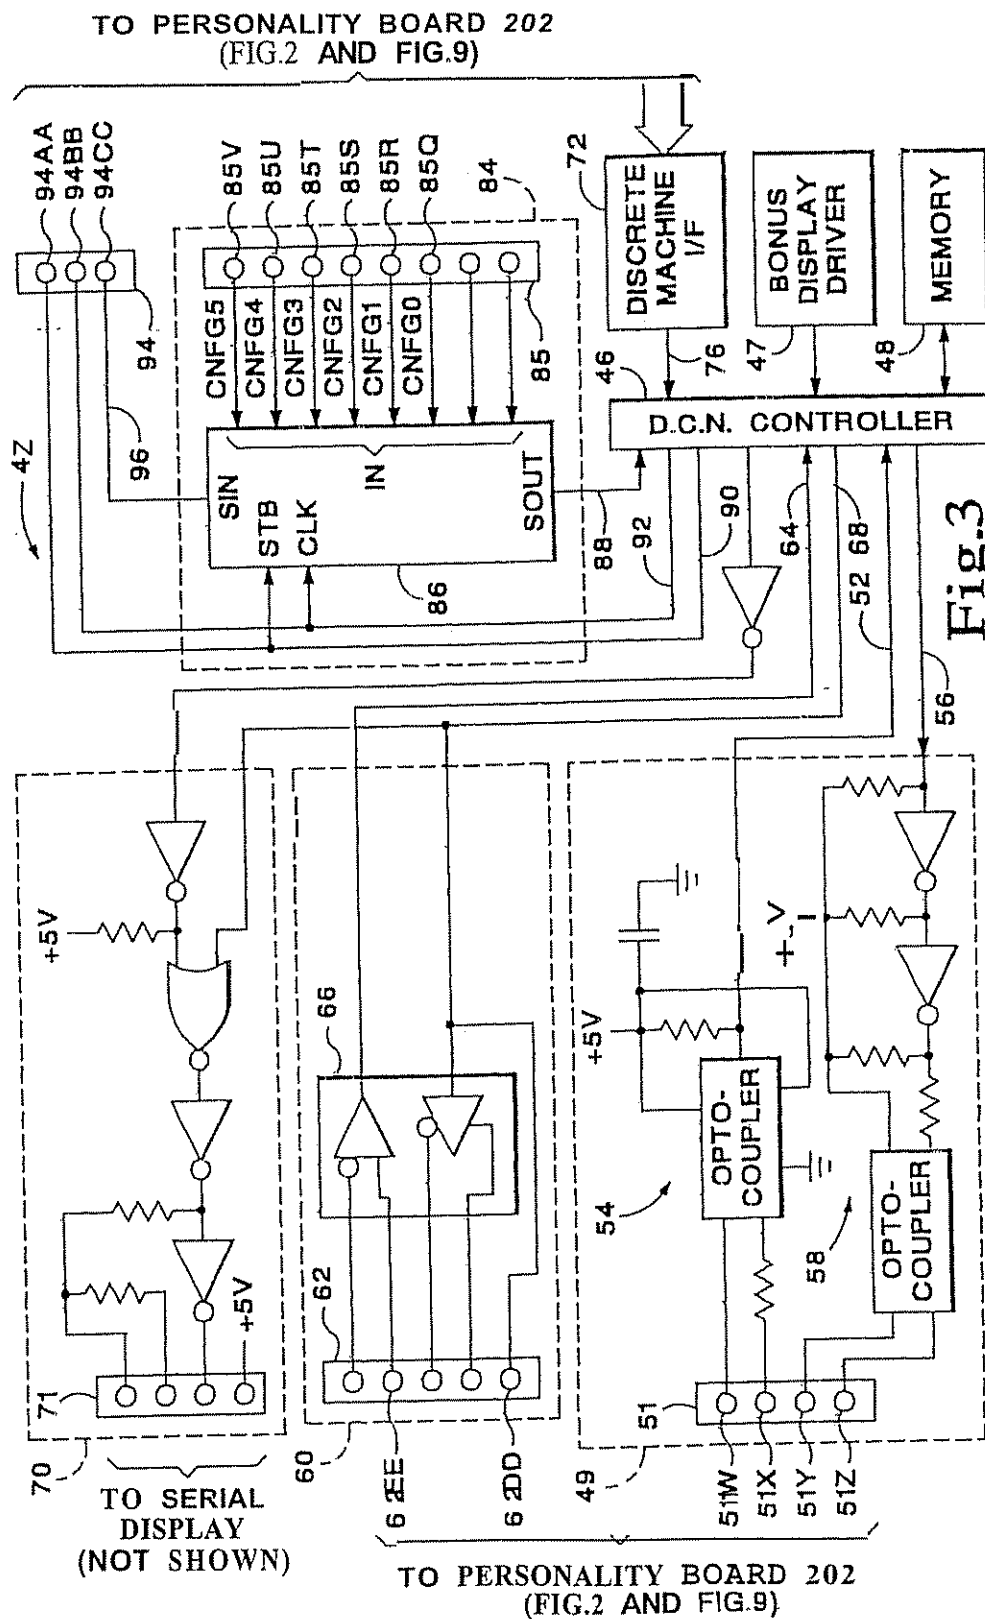 TO PERSONALITY BOARD 202
(FIG.2 AND FIG.9)
94AA
94BB
94CC
94
4Z
96
85V
85U
85T
85S
85R
85Q
84
CNFG5
CNFG4
CNFG3
CNFG2
CNFG1
CNFG0
85
SIN
STB
CLK
IN
SOUT
86
88
72
DISCRETE
MACHINE
I/F
76
BONUS
DISPLAY
DRIVER
47
MEMORY
48
46
D.C.N. CONTROLLER
92
90
64
68
52
56
Fig.3
+5V
+5V
71
70
TO SERIAL
DISPLAY
(NOT SHOWN)
66
62
60
62EE
62DD
+5V
OPTO-
COUPLER
54
+ V
OPTO-
COUPLER
58
51
49
51W
51X
51Y
51Z
TO PERSONALITY BOARD 202
(FIG.2 AND FIG.9)